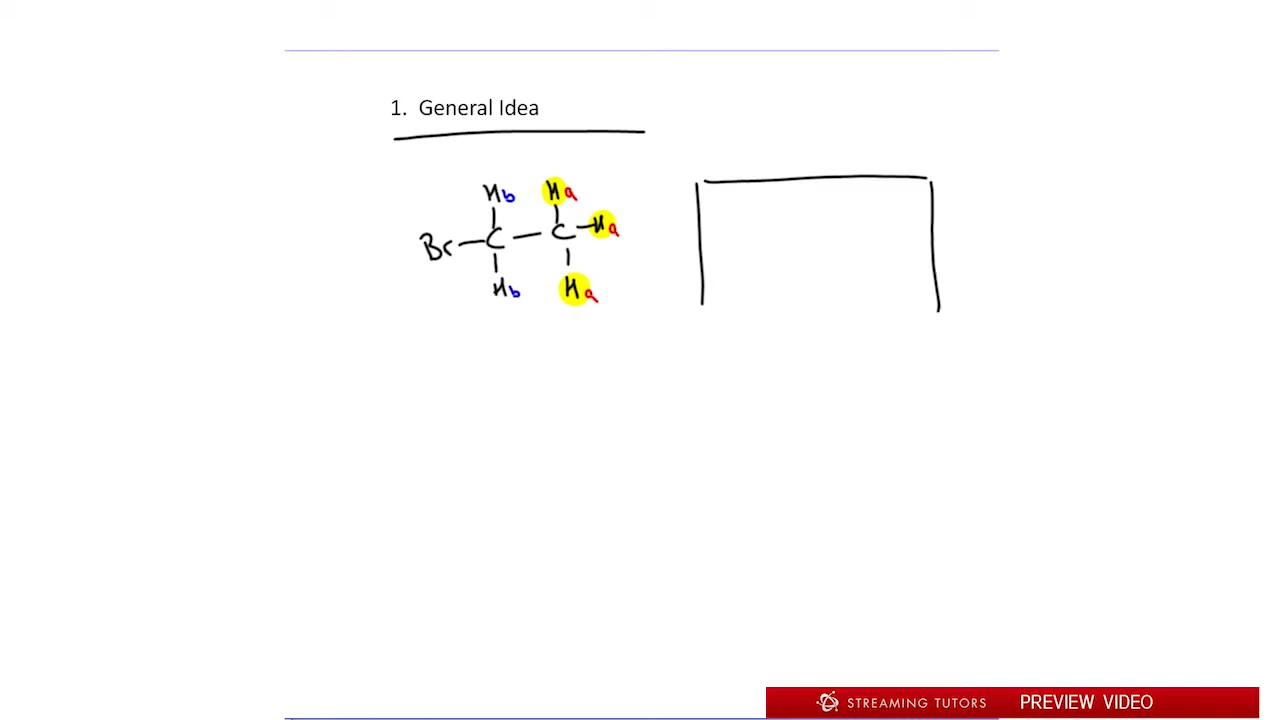 1. General Idea
Hb Ha
Br C C Ha
Hb Ha
STREAMING TUTORS PREVIEW VIDEO